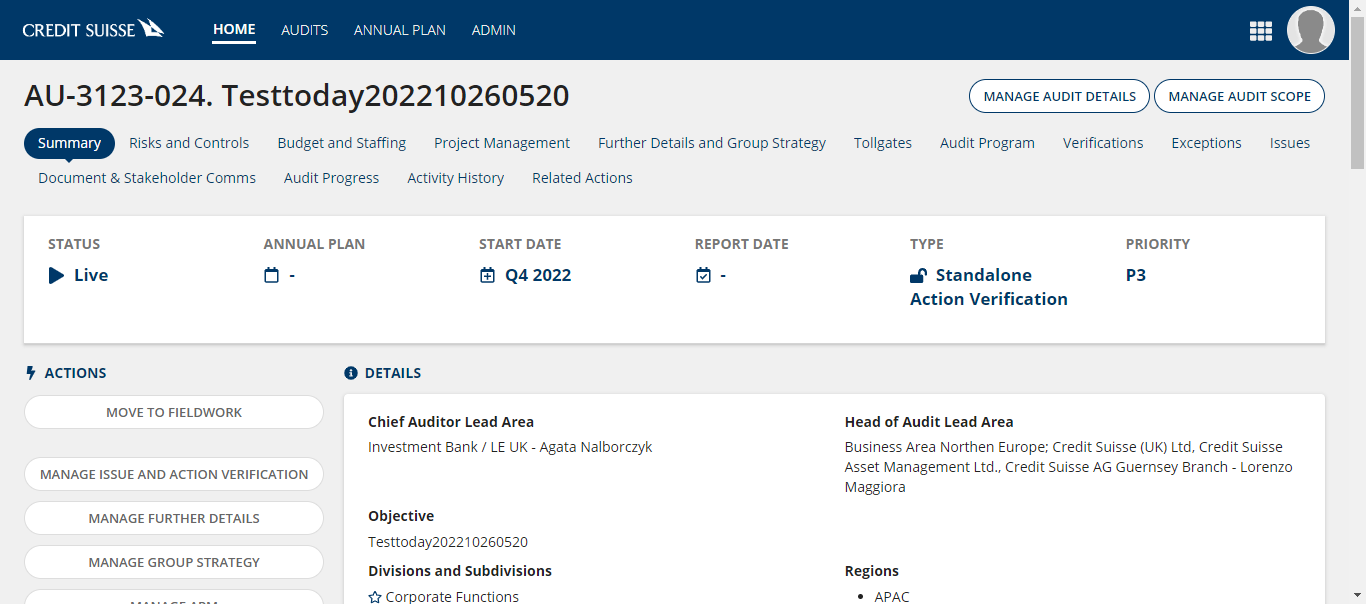 CREDIT SUISSE HOME AUDITS ANNUAL PLAN ADMIN
AU-3123-024. Testtoday202210260520
MANAGE AUDIT DETAILS MANAGE AUDIT SCOPE
Summary Risks and Controls Budget and Staffing Project Management Further Details and Group Strategy Tollgates Audit Program Verifications Exceptions Issues
Document & Stakeholder Comms Audit Progress Activity History Related Actions
STATUS ANNUAL PLAN START DATE REPORT DATE TYPE PRIORITY
Live - Q4 2022 - Standalone P3
Action Verification
ACTIONS
MOVE TO FIELDWORK
MANAGE ISSUE AND ACTION VERIFICATION
MANAGE FURTHER DETAILS
MANAGE GROUP STRATEGY
MANAGE APM
DETAILS
Chief Auditor Lead Area
Investment Bank / LE UK - Agata Nalborczyk
Head of Audit Lead Area
Business Area Northen Europe; Credit Suisse (UK) Ltd, Credit Suisse
Asset Management Ltd., Credit Suisse AG Guernsey Branch - Lorenzo
Maggiora
Objective
Testtoday202210260520
Divisions and Subdivisions
Corporate Functions
Regions
• APAC